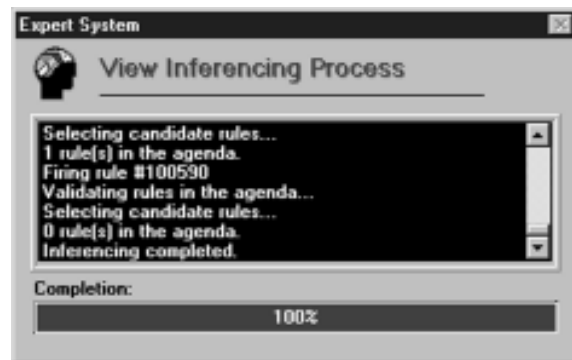 Expert System
View Inferencing Process
Selecting candidate rules...
1 rule(s) in the agenda.
Firing rule #100590
Validating rules in the agenda...
Selecting candidate rules...
0 rule(s) in the agenda.
Inferencing completed.
Completion:
100%